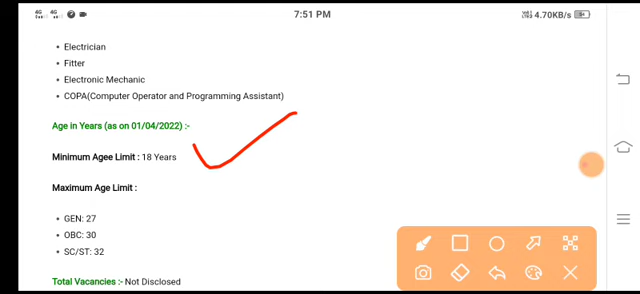 4G 4G 7:51 PM 4.70KB/s
• Electrician
• Fitter
• Electronic Mechanic
• COPA(Computer Operator and Programming Assistant)
Age in Years (as on 01/04/2022) :-
Minimum Agee Limit : 18 Years
Maximum Age Limit :
• GEN: 27
• OBC: 30
• SC/ST: 32
Total Vacancies :- Not Disclosed